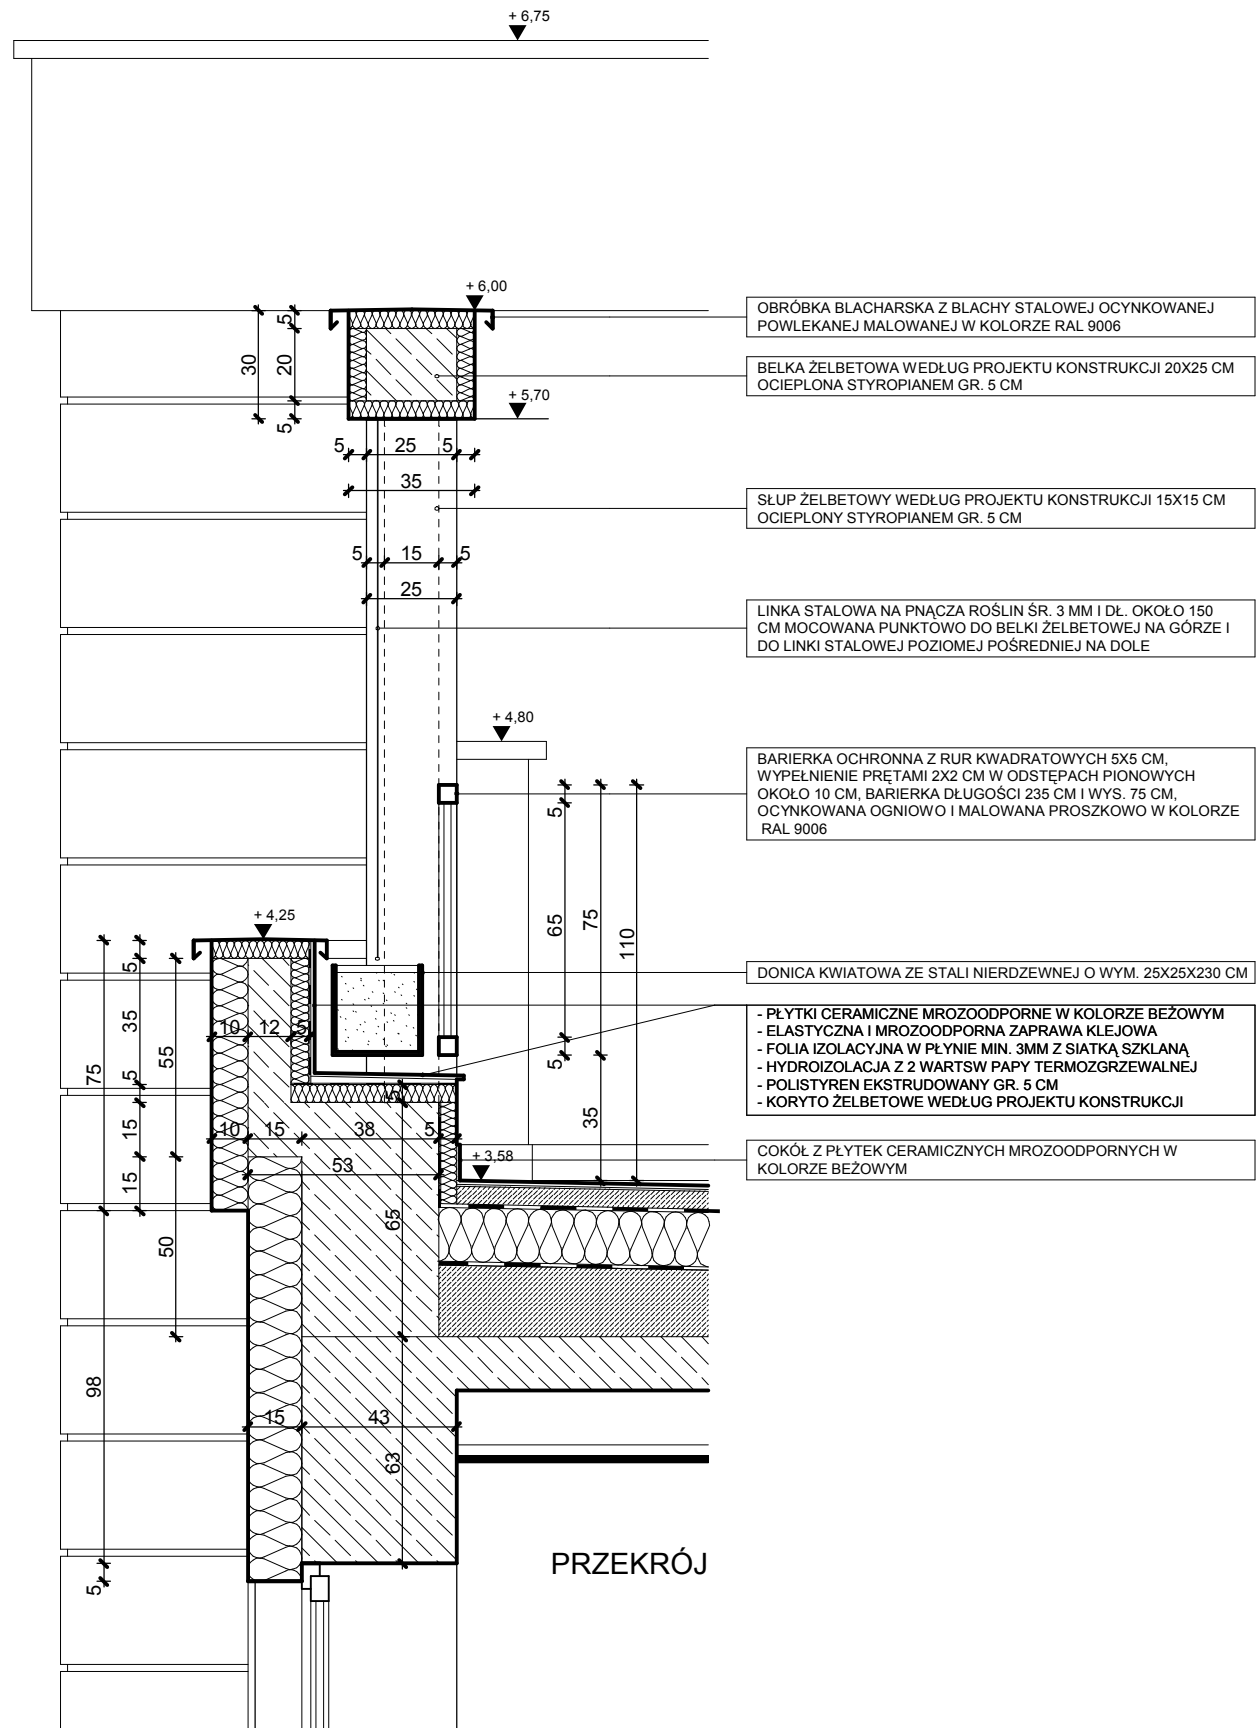 + 6,75
+ 6,00
OBRÓBKA BLACHARSKA Z BLACHY STALOWEJ OCYNKOWANEJ
POWLEKANEJ MALOWANEJ W KOLORZE RAL 9006
5
30
20
5
BELKA ŻELBETOWA WEDŁUG PROJEKTU KONSTRUKCJI 20X25 CM
OCIEPLONA STYROPIANEM GR. 5 CM
+ 5,70
5 25 5
35
SŁUP ŻELBETOWY WEDŁUG PROJEKTU KONSTRUKCJI 15X15 CM
OCIEPLONY STYROPIANEM GR. 5 CM
5 15 5
25
LINKA STALOWA NA PNĄCZA ROŚLIN ŚR. 3 MM I DŁ. OKOŁO 150
CM MOCOWANA PUNKTOWO DO BELKI ŻELBETOWEJ NA GÓRZE I
DO LINKI STALOWEJ POZIOMEJ POŚREDNIEJ NA DOLE
+ 4,80
BARIERKA OCHRONNA Z RUR KWADRATOWYCH 5X5 CM,
WYPEŁNIENIE PRĘTAMI 2X2 CM W ODSTĘPACH PIONOWYCH
OKOŁO 10 CM, BARIERKA DŁUGOŚCI 235 CM I WYS. 75 CM,
OCYNKOWANA OGNIOWO I MALOWANA PROSZKOWO W KOLORZE
RAL 9006
5
65
75
110
5
35
+ 4,25
DONICA KWIATOWA ZE STALI NIERDZEWNEJ O WYM. 25X25X230 CM
- PŁYTKI CERAMICZNE MROZOODPORNE W KOLORZE BEŻOWYM
- ELASTYCZNA I MROZOODPORNA ZAPRAWA KLEJOWA
- FOLIA IZOLACYJNA W PŁYNIE MIN. 3MM Z SIATKĄ SZKLANĄ
- HYDROIZOLACJA Z 2 WARTSW PAPY TERMOZGRZEWALNEJ
- POLISTYREN EKSTRUDOWANY GR. 5 CM
- KORYTO ŻELBETOWE WEDŁUG PROJEKTU KONSTRUKCJI
5
35
5
15
15
75
55
50
10 12 5
5
10 15 38 5
53
+ 3,58
COKÓŁ Z PŁYTEK CERAMICZNYCH MROZOODPORNYCH W
KOLORZE BEŻOWYM
65
98
15 43
63
5
PRZEKRÓJ